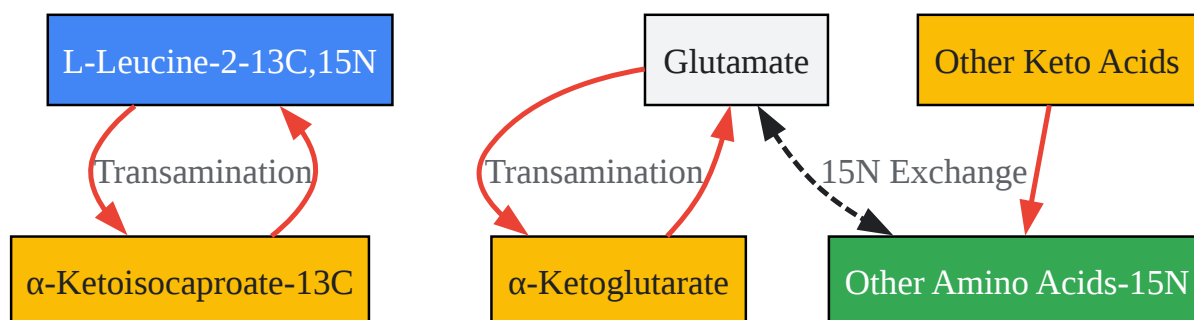 L-Leucine-2-13C,15N
Glutamate
Other Keto Acids
Transamination
Transamination
15N Exchange
α-Ketoisocaproate-13C
α-Ketoglutarate
Other Amino Acids-15N